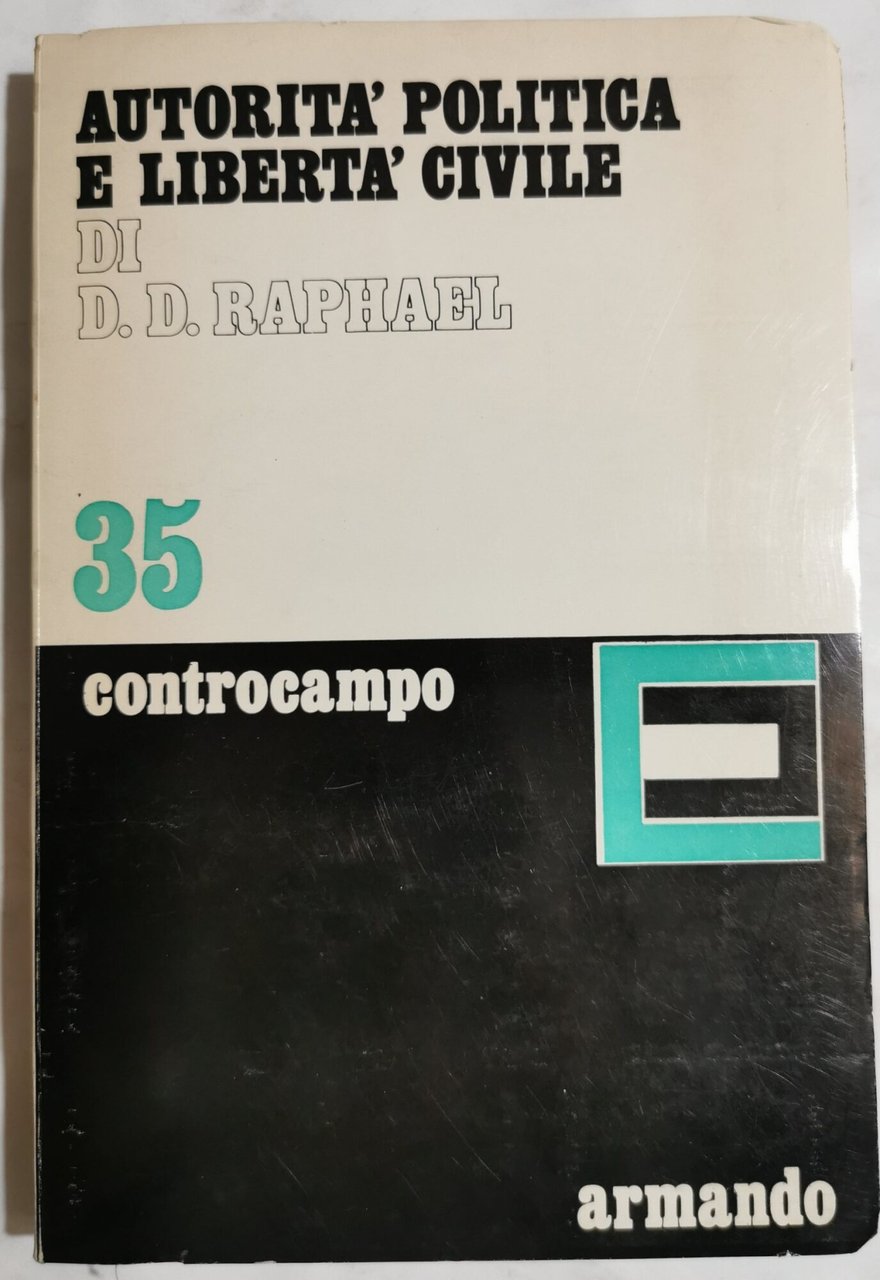 AUTORITA' POLITICA
E LIBERTA' CIVILE
DI
D. D. RAPHAEL
35
controcampo
armando